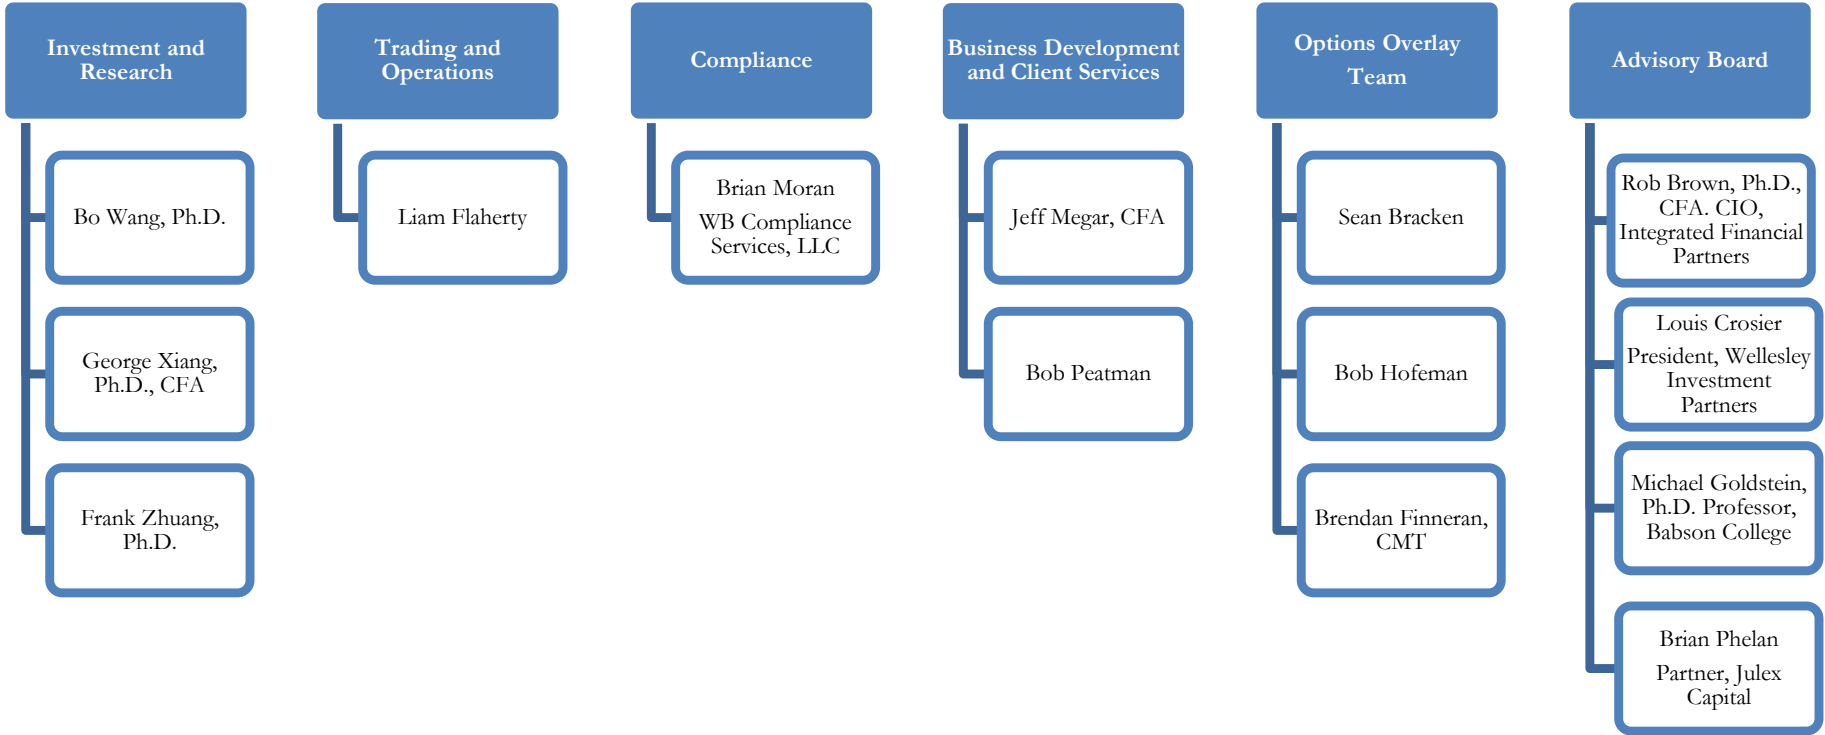 Investment and
Research
Bo Wang, Ph.D.
George Xiang,
Ph.D., CFA
Frank Zhuang,
Ph.D.
Trading and
Operations
Liam Flaherty
Compliance
Brian Moran
WB Compliance
Services, LLC
Business Development
and Client Services
Jeff Megar, CFA
Bob Peatman
Options Overlay
Team
Sean Bracken
Bob Hofeman
Brendan Finneran,
CMT
Advisory Board
Rob Brown, Ph.D.,
CFA. CIO,
Integrated Financial
Partners
Louis Crosier
President, Wellesley
Investment
Partners
Michael Goldstein,
Ph.D. Professor,
Babson College
Brian Phelan
Partner, Julex
Capital